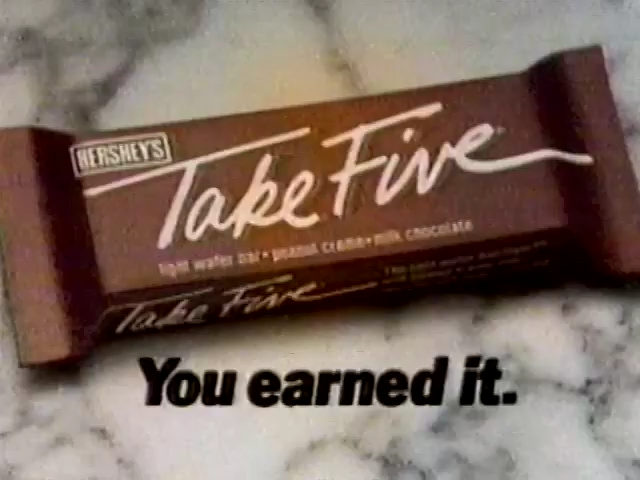 HERSHEY'S
Take Five
light wafer bar • peanut creme • milk chocolate
Take Five
You earned it.